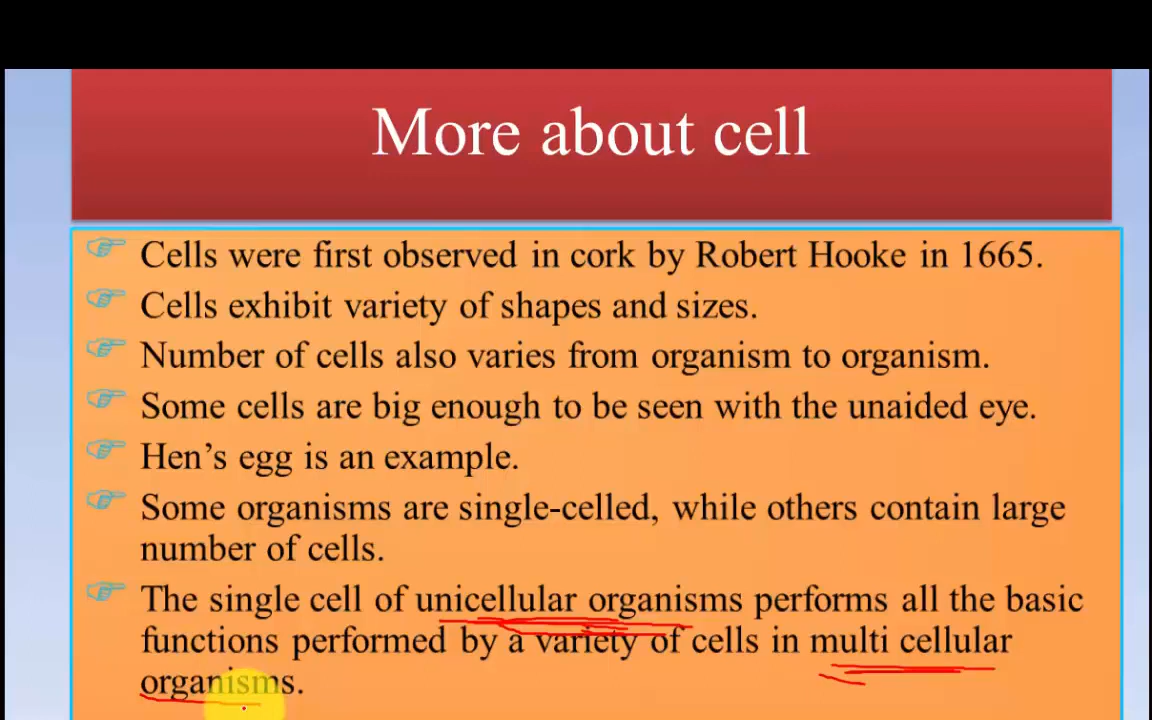 More about cell
Cells were first observed in cork by Robert Hooke in 1665.
Cells exhibit variety of shapes and sizes.
Number of cells also varies from organism to organism.
Some cells are big enough to be seen with the unaided eye.
Hen’s egg is an example.
Some organisms are single-celled, while others contain large
number of cells.
The single cell of unicellular organisms performs all the basic
functions performed by a variety of cells in multi cellular
organisms.